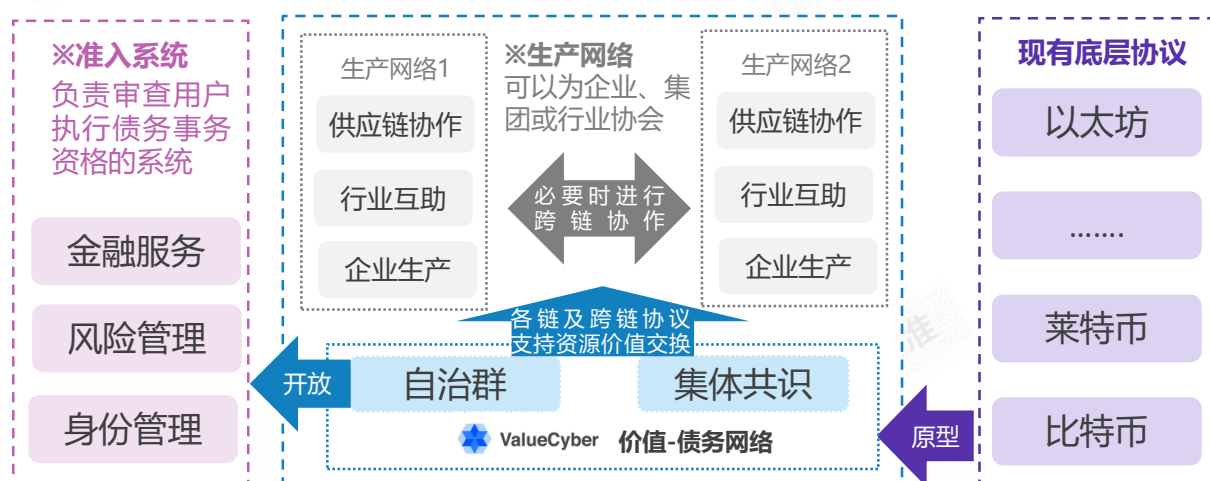 ※准入系统
负责审查用户
执行债务事务
资格的系统
金融服务
风险管理
身份管理
生产网络1
供应链协作
行业互助
企业生产
※生产网络
可以为企业、集
团或行业协会
必要时进行
跨链协作
生产网络2
供应链协作
行业互助
企业生产
各链及跨链协议
支持资源价值交换
开放
自治群
集体共识
ValueCyber 价值-债务网络
原型
现有底层协议
以太坊
.......
莱特币
比特币
准